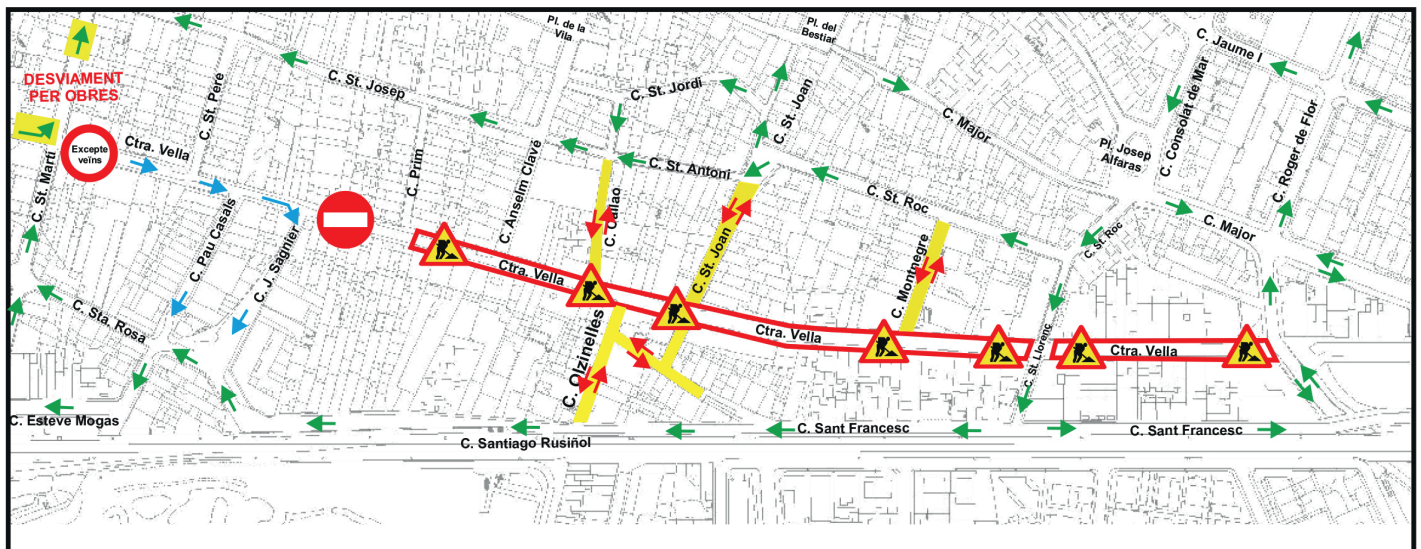 Pl. de la
Vila
Pl. del
Bestiar
C. Jaume I
DESVIAMENT
PER OBRES
C. St. Pere
C. St. Josep
C. St. Jordi
C. St. Joan
C. Major
C. Consolat de Mar
C. Roger de Flor
Excepte
veïns
Ctra. Vella
C. St. Martí
C. Prim
C. Anselm Clavé
C. Callao
C. St. Antoni
Pl. Josep
Alfaras
C. St. Roc
C. Major
C. St. Roc
C. Pau Casals
C. J. Sagnier
C. St. Joan
C. Montnegre
Ctra. Vella
Ctra. Vella
Ctra. Vella
C. Sta. Rosa
C. Olzinelles
C. St. Llorenç
C. Esteve Mogas
C. Santiago Rusiñol
C. Sant Francesc
C. Sant Francesc